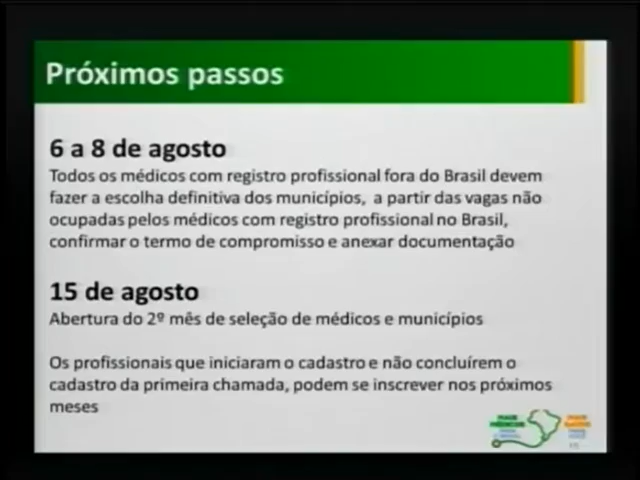 Próximos passos
6 a 8 de agosto
Todos os médicos com registro profissional fora do Brasil devem
fazer a escolha definitiva dos municípios, a partir das vagas não
ocupadas pelos médicos com registro profissional no Brasil,
confirmar o termo de compromisso e anexar documentação
15 de agosto
Abertura do 2º mês de seleção de médicos e municípios
Os profissionais que iniciaram o cadastro e não concluírem o
cadastro da primeira chamada, podem se inscrever nos próximos
meses
MAIS
MÉDICOS
MAIS